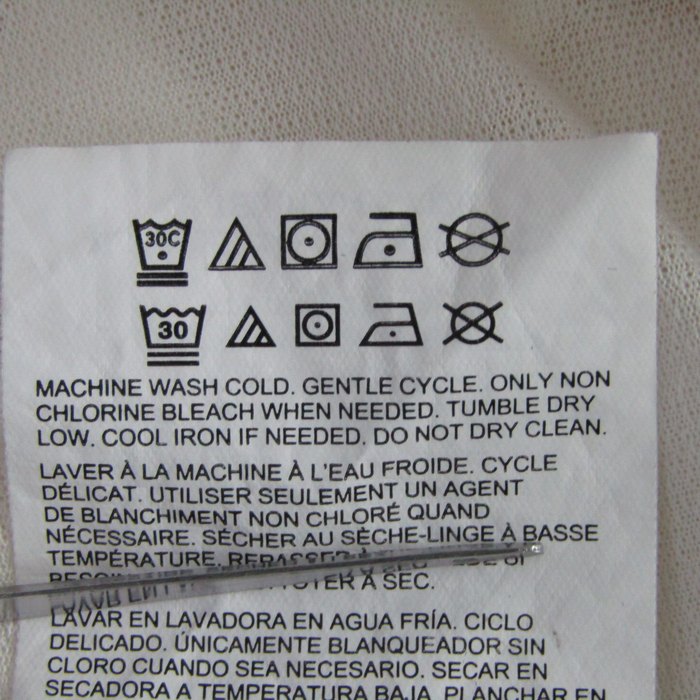 30C
30
MACHINE WASH COLD. GENTLE CYCLE. ONLY NON
CHLORINE BLEACH WHEN NEEDED. TUMBLE DRY
LOW. COOL IRON IF NEEDED. DO NOT DRY CLEAN.
LAVER À LA MACHINE À L'EAU FROIDE. CYCLE
DÉLICAT. UTILISER SEULEMENT UN AGENT
DE BLANCHIMENT NON CHLORÉ QUAND
NÉCESSAIRE. SÉCHER AU SÈCHE-LINGE À BASSE
TEMPÉRATURE. REPASSER À
À SEC.
LAVAR EN LAVADORA EN AGUA FRÍA. CICLO
DELICADO. ÚNICAMENTE BLANQUEADOR SIN
CLORO CUANDO SEA NECESARIO. SECAR EN
SECADORA A TEMPERATURA BAJA. PLANCHAR EN